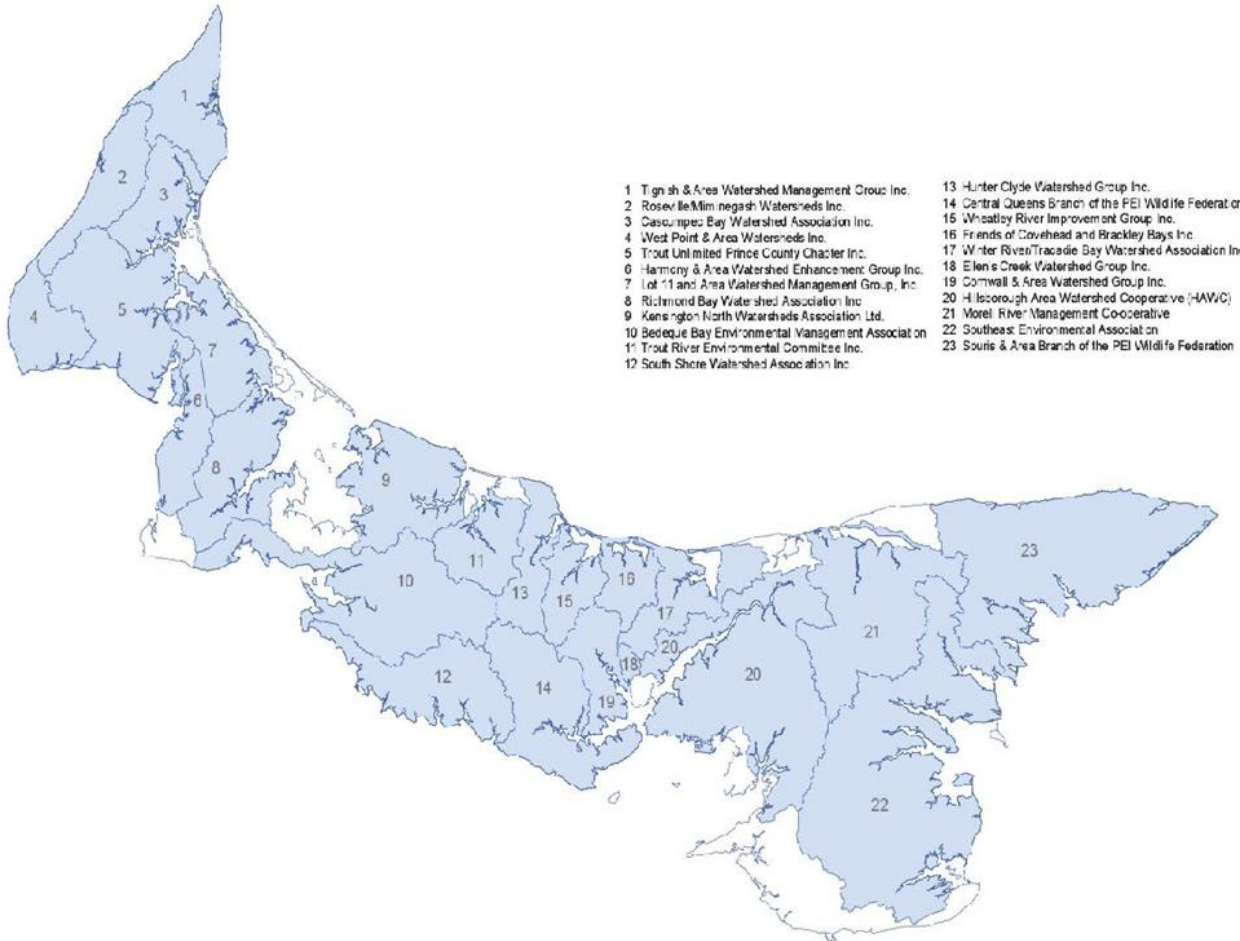 1 Tignish & Area Watershed Management Group Inc.
2 Roseville/Miminegash Watersheds Inc.
3 Cascumpec Bay Watershed Association Inc.
4 West Point & Area Watersheds Inc.
5 Trout Unlimited Prince County Chapter Inc.
6 Harmony & Area Watershed Enhancement Group Inc.
7 Lot 11 and Area Watershed Management Group, Inc.
8 Richmond Bay Watershed Association Inc
9 Kensington North Watersheds Association Ltd.
10 Bedeque Bay Environmental Management Association
11 Trout River Environmental Committee Inc.
12 South Shore Watershed Association Inc.
13 Hunter Clyde Watershed Group Inc.
14 Central Queens Branch of the PEI Wildlife Federation
15 Wheatley River Improvement Group Inc.
16 Friends of Covehead and Brackley Bays Inc.
17 Winter River/Tracadie Bay Watershed Association Inc
18 Ellen's Creek Watershed Group Inc.
19 Cornwall & Area Watershed Group Inc.
20 Hillsborough Area Watershed Cooperative (HAWC)
21 Morell River Management Co-operative
22 Southeast Environmental Association
23 Souris & Area Branch of the PEI Wildlife Federation
1
2
3
4
5
7
6
8
9
10
11
13
15
16
17
20
18
12
14
19
20
21
23
22